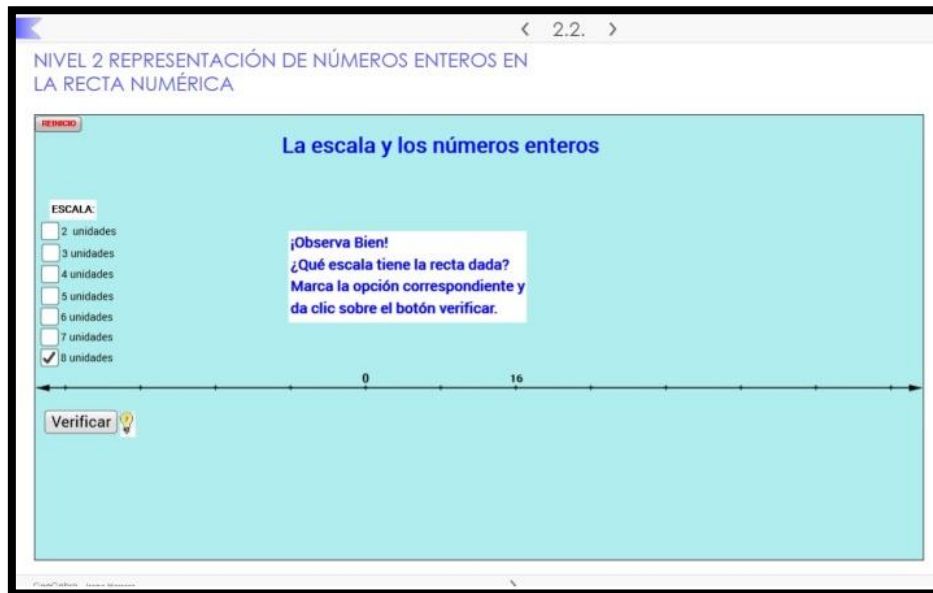 2.2.
NIVEL 2 REPRESENTACIÓN DE NÚMEROS ENTEROS EN
LA RECTA NUMÉRICA
REINICIO
La escala y los números enteros
ESCALA:
2 unidades
3 unidades
4 unidades
5 unidades
6 unidades
7 unidades
8 unidades
¡Observa Bien!
¿Qué escala tiene la recta dada?
Marca la opción correspondiente y
da clic sobre el botón verificar.
0 16
Verificar